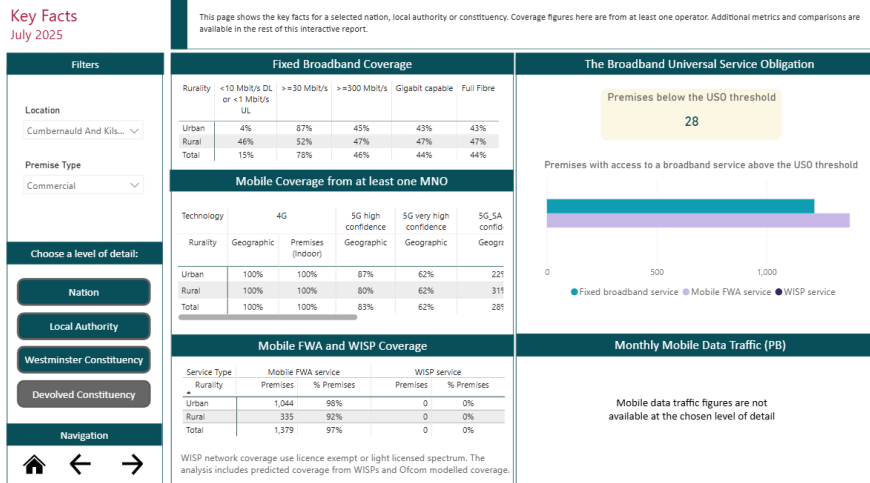 Key Facts
July 2025
This page shows the key facts for a selected nation, local authority or constituency. Coverage figures here are from at least one operator. Additional metrics and comparisons are
available in the rest of this interactive report.
Filters
Location
Cumbernauld And Kils...
Premise Type
Commercial
Choose a level of detail:
Nation
Local Authority
Westminster Constituency
Devolved Constituency
Navigation
Fixed Broadband Coverage
Rurality <10 Mbit/s DL >=30 Mbit/s >=300 Mbit/s Gigabit capable Full Fibre
or <1 Mbit/s
UL
Urban 4% 87% 45% 43% 43%
Rural 46% 52% 47% 47% 47%
Total 15% 78% 46% 44% 44%
Mobile Coverage from at least one MNO
Technology 4G 5G high 5G very high 5G_SA
confidence confidence confid
Rurality Geographic Premises Geographic Geographic Geogra
(Indoor)
Urban 100% 100% 87% 62% 22%
Rural 100% 100% 80% 62% 31%
Total 100% 100% 83% 62% 28%
Mobile FWA and WISP Coverage
Service Type Mobile FWA service WISP service
Rurality Premises % Premises Premises % Premises
Urban 1,044 98% 0 0%
Rural 335 92% 0 0%
Total 1,379 97% 0 0%
WISP network coverage use licence exempt or light licensed spectrum. The
analysis includes predicted coverage from WISPs and Ofcom modelled coverage.
The Broadband Universal Service Obligation
Premises below the USO threshold
28
Premises with access to a broadband service above the USO threshold
0 500 1,000
Fixed broadband service Mobile FWA service WISP service
Monthly Mobile Data Traffic (PB)
Mobile data traffic figures are not
available at the chosen level of detail